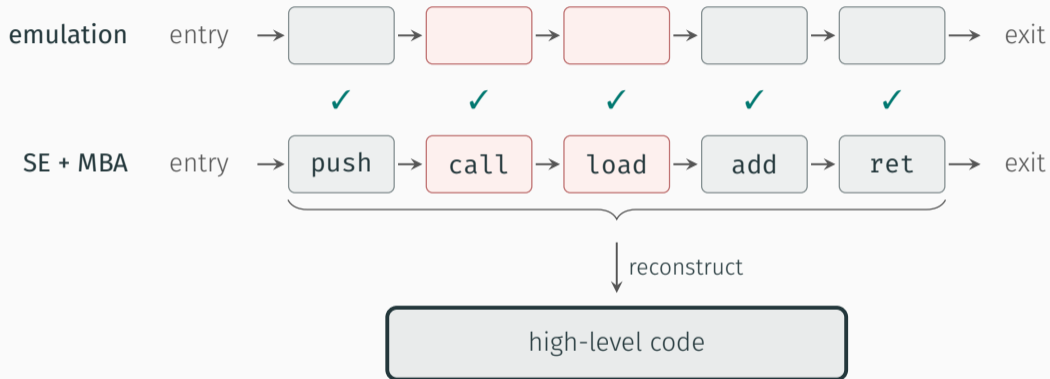 emulation entry exit
✓ ✓ ✓ ✓ ✓
SE + MBA entry push call load add ret exit
reconstruct
high-level code